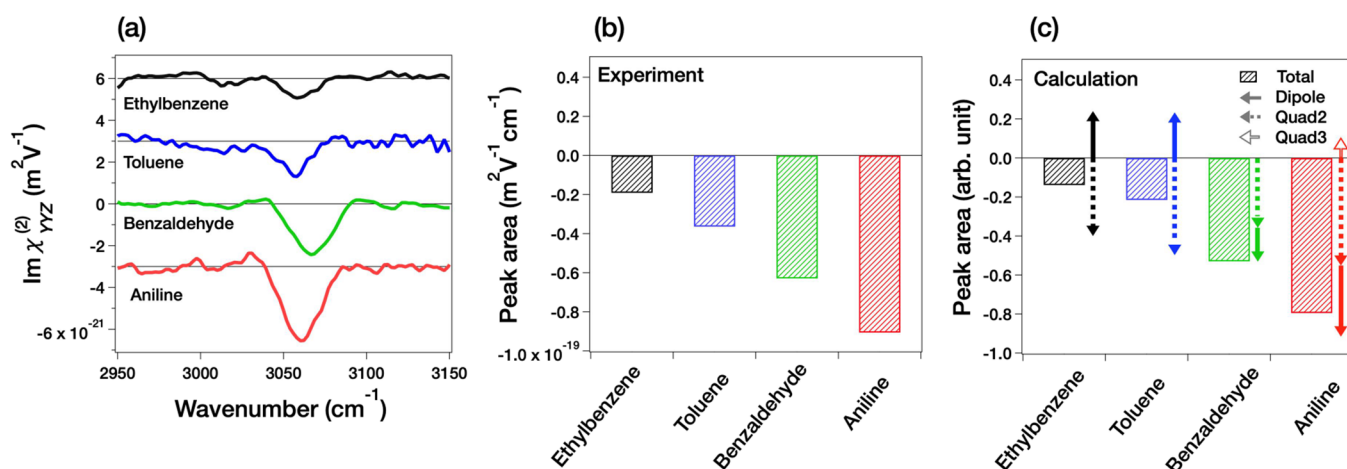 (a)
6
4
2
0
-2
-4
-6 x 10⁻²¹
Im χ⁽²⁾YYZ (m²V⁻¹)
Ethylbenzene
Toluene
Benzaldehyde
Aniline
2950
3000
3050
3100
3150
Wavenumber (cm⁻¹)
(b)
Experiment
0.4
0.2
0.0
-0.2
-0.4
-0.6
-0.8
-1.0 x 10⁻¹⁹
Peak area (m²V⁻¹cm⁻¹)
Ethylbenzene
Toluene
Benzaldehyde
Aniline
(c)
Calculation
Total
Dipole
Quad2
Quad3
0.4
0.2
0.0
-0.2
-0.4
-0.6
-0.8
-1.0
Peak area (arb. unit)
Ethylbenzene
Toluene
Benzaldehyde
Aniline